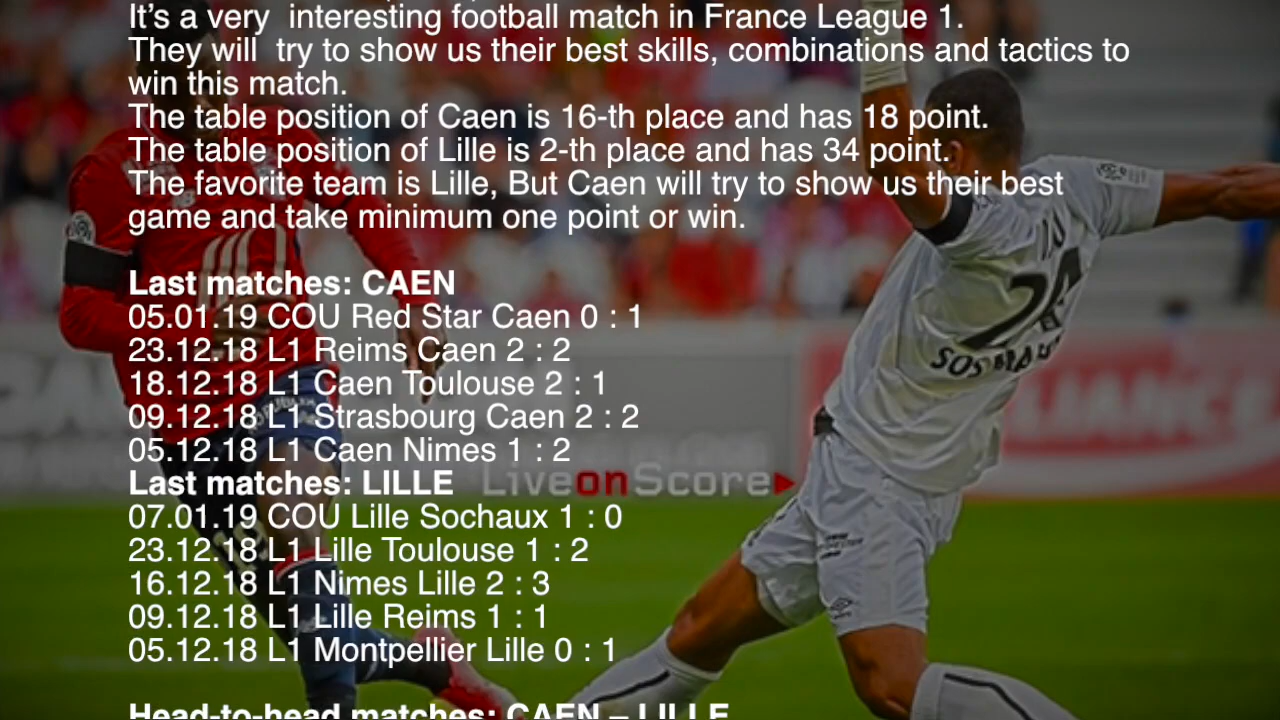 It's a very  interesting football match in France League 1.
They will  try to show us their best skills, combinations and tactics to
win this match.
The table position of Caen is 16-th place and has 18 point.
The table position of Lille is 2-th place and has 34 point.
The favorite team is Lille, But Caen will try to show us their best
game and take minimum one point or win.
Last matches: CAEN
05.01.19 COU Red Star Caen 0 : 1
23.12.18 L1 Reims Caen 2 : 2
18.12.18 L1 Caen Toulouse 2 : 1
09.12.18 L1 Strasbourg Caen 2 : 2
05.12.18 L1 Caen Nimes 1 : 2
Last matches: LILLE
LiveonScore
07.01.19 COU Lille Sochaux 1 : 0
23.12.18 L1 Lille Toulouse 1 : 2
16.12.18 L1 Nimes Lille 2 : 3
09.12.18 L1 Lille Reims 1 : 1
05.12.18 L1 Montpellier Lille 0 : 1
Head-to-head matches: CAEN – LILLE